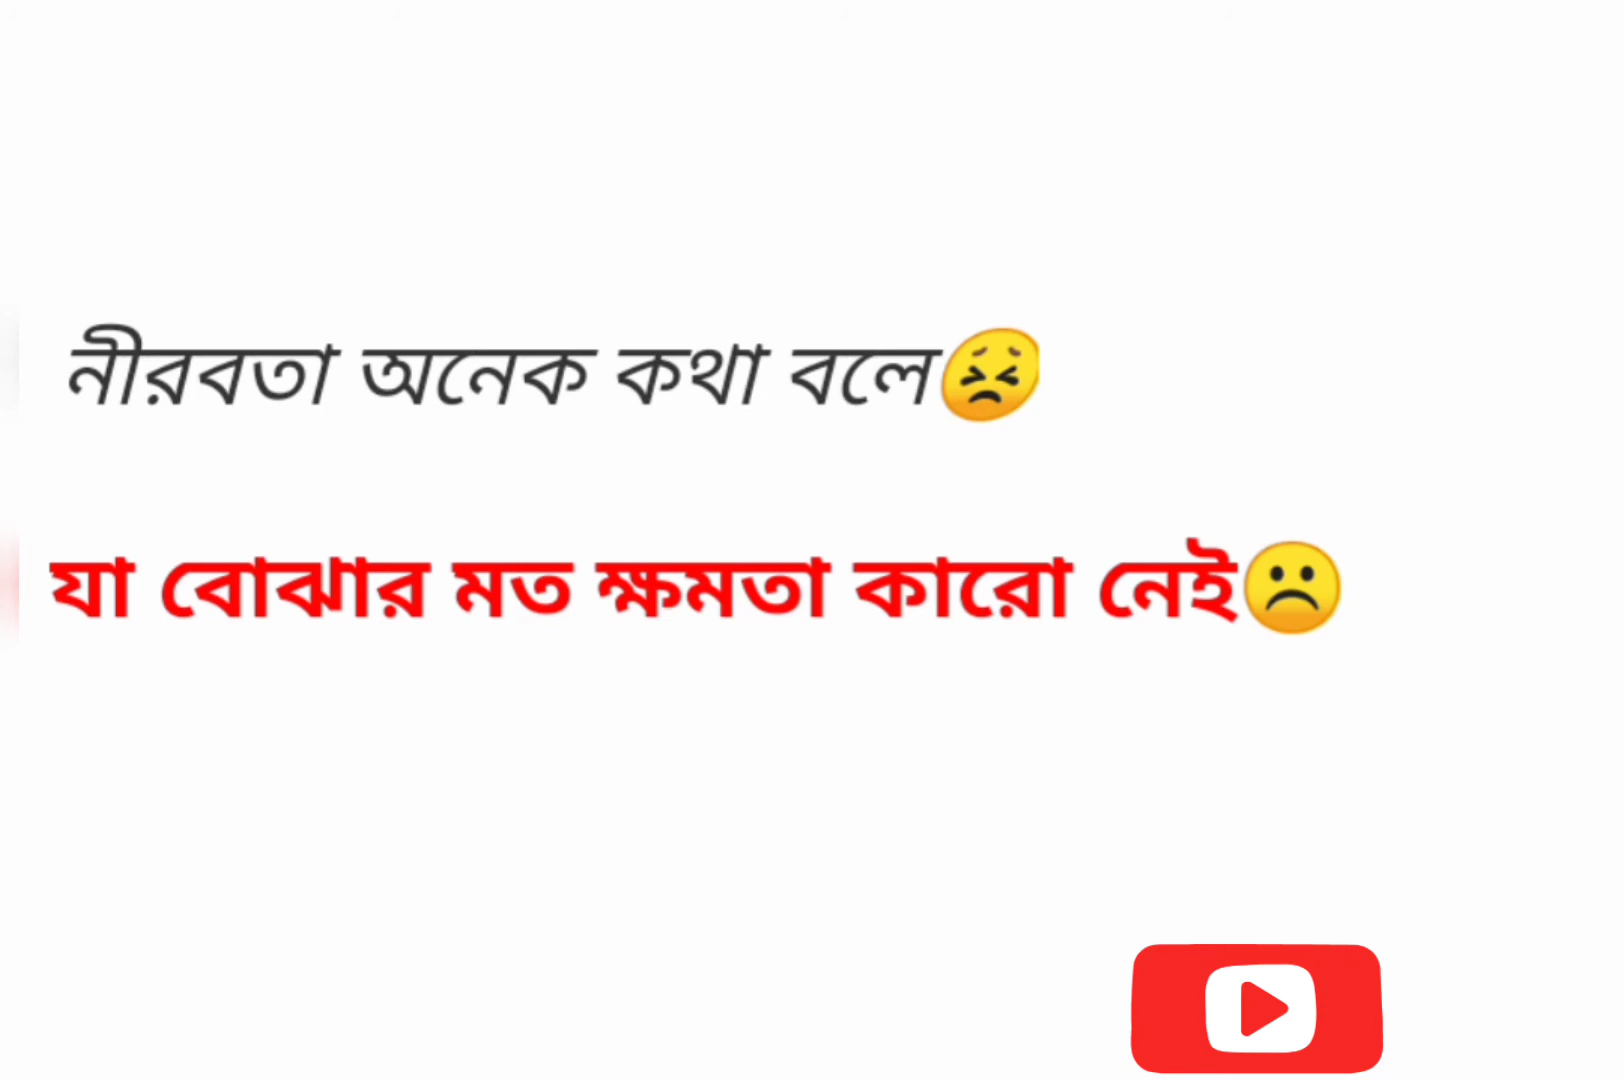 নীরবতা অনেক কথা বলে😣
যা বোঝার মত ক্ষমতা কারো নেই☹️